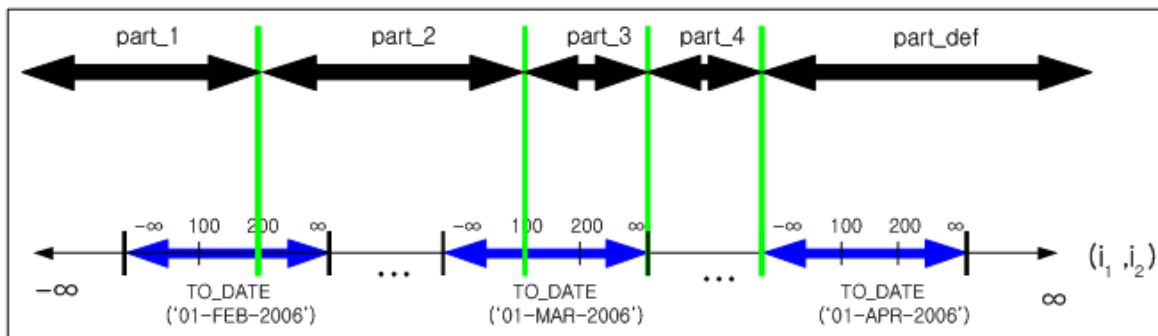 part_1 part_2 part_3 part_4 part_def
-∞ 100 200 ∞ -∞ 100 200 ∞ -∞ 100 200 ∞
-∞ ... ... ∞ (i₁ ,i₂)
TO_DATE TO_DATE TO_DATE
('01-FEB-2006') ('01-MAR-2006') ('01-APR-2006')